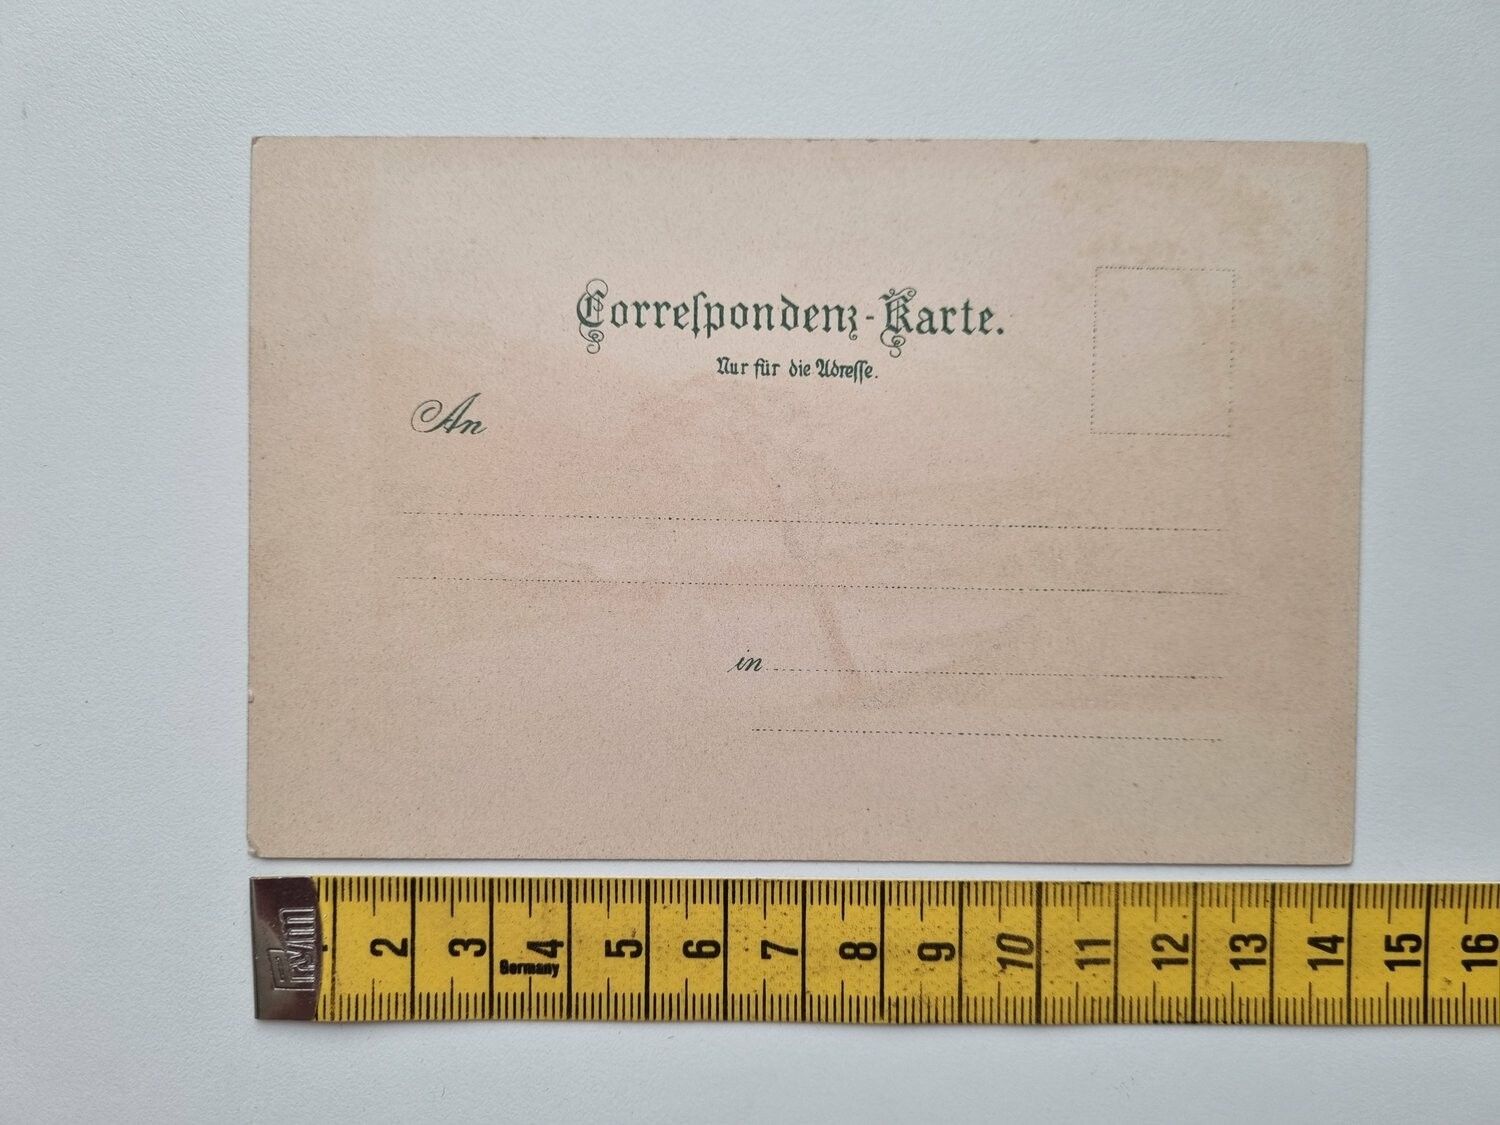 Correſpondenz-Karte.
Nur für die Adreſſe.
An
in
1 2 3 4 5 6 7 8 9 10 11 12 13 14 15 16
Germany